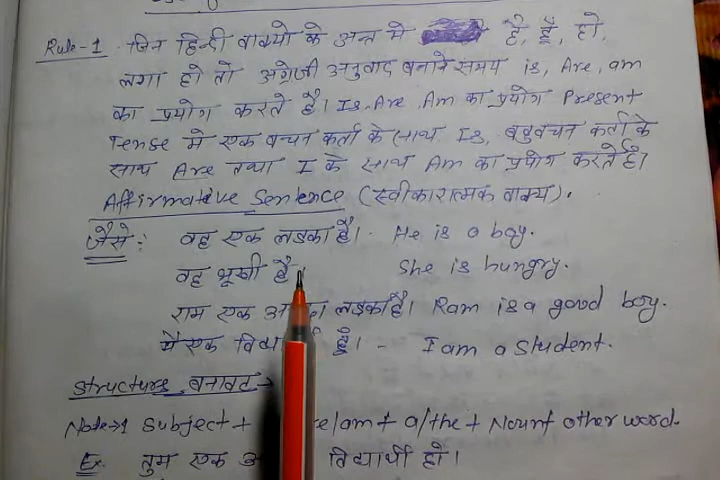 Rule-1. जिन हिन्दी वाक्यो के अन्त मे है, हूँ, हो,
लगा हो तो अंग्रेजी अनुवाद बनाने समय is, Are, am
का प्रयोग करते है। Is, Are, Am का प्रयोग Present
Tense मे एक वचन कर्ता के साथ Is, बहुवचन कर्ता के
साथ Are तथा I के साथ Am का प्रयोग करते है।
Affirmative Sentence (स्वीकारात्मक वाक्य).
जैसे: वह एक लडका है। - He is a boy.
वह भूखी है। She is hungry.
राम एक लडका है। Ram is a good boy.
मै एक हूँ। - I am a student.
Structure बनावट →
Note→1 Subject + /am + a/the + Noun + other word.
Ex. तुम एक विद्यार्थी हो।